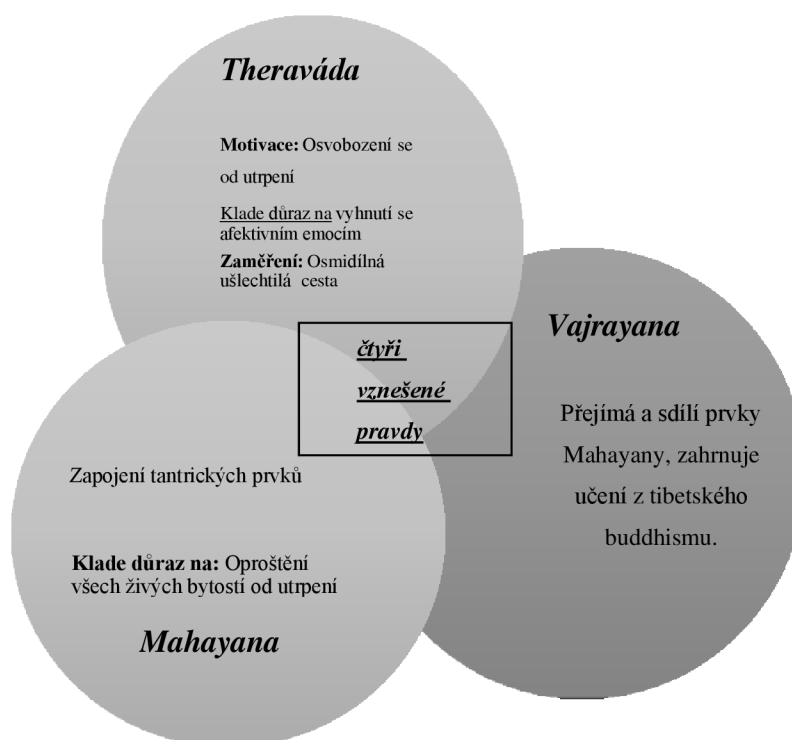 Theraváda
Motivace: Osvobození se
od utrpení
Klade důraz na vyhnutí se
afektivním emocím
Zaměření: Osmidílná
ušlechtilá cesta
čtyři
vznešené
pravdy
Vajrayana
Přejímá a sdílí prvky
Mahayany, zahrnuje
učení z tibetského
buddhismu.
Zapojení tantrických prvků
Klade důraz na: Oproštění
všech živých bytostí od utrpení
Mahayana